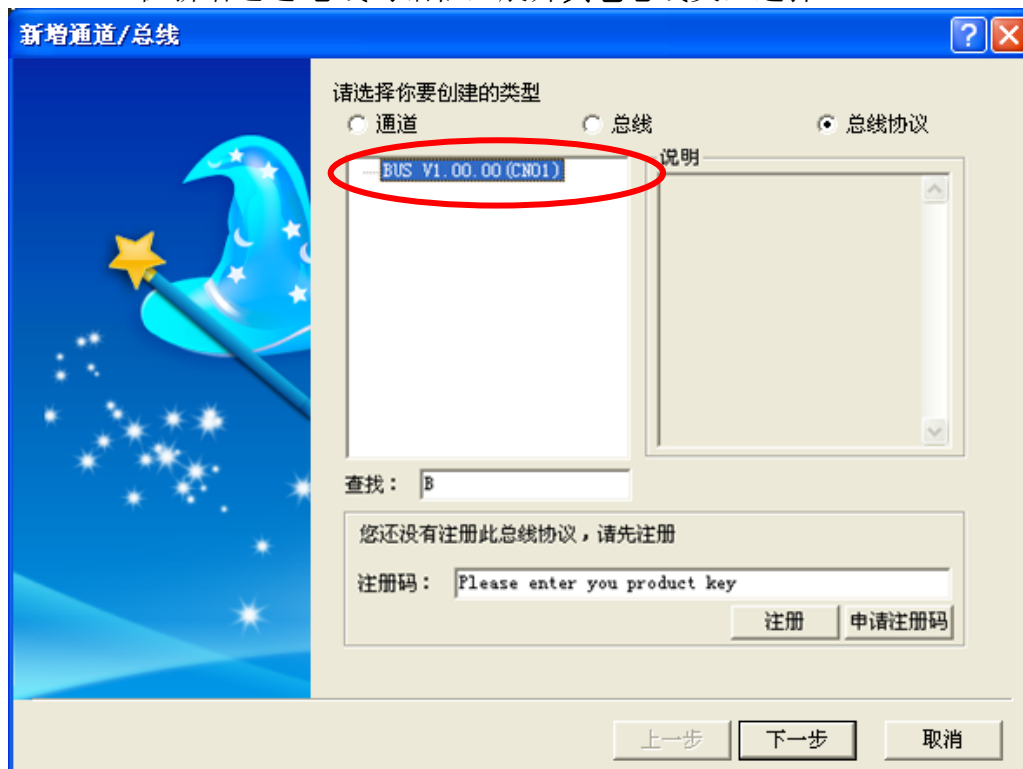 新增通道/总线
请选择你要创建的类型
通道 总线 总线协议
BUS V1.00.00(CN01)
说明
查找： B
您还没有注册此总线协议，请先注册
注册码： Please enter you product key
注册 申请注册码
上一步 下一步 取消